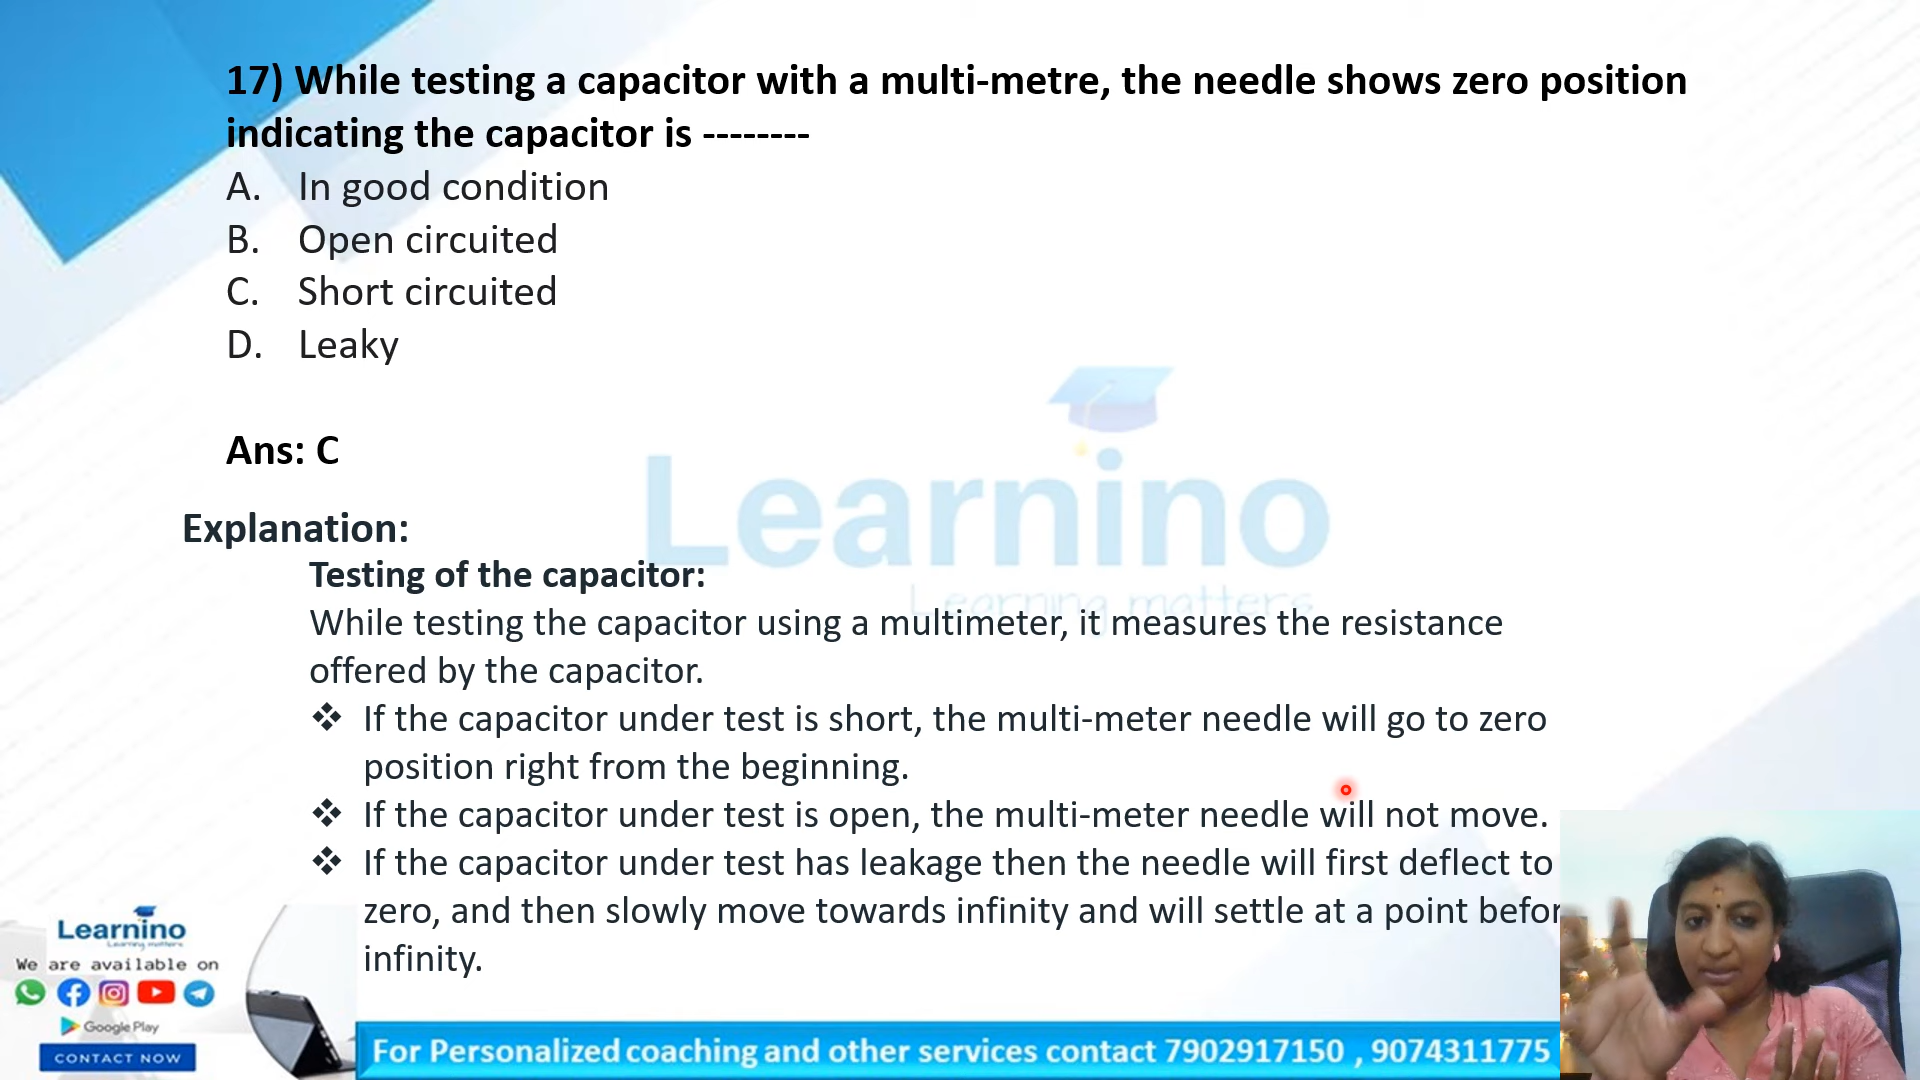 17) While testing a capacitor with a multi-metre, the needle shows zero position
indicating the capacitor is --------
A. In good condition
B. Open circuited
C. Short circuited
D. Leaky
Ans: C
Learnino
Learning matters
Explanation:
Testing of the capacitor:
While testing the capacitor using a multimeter, it measures the resistance
offered by the capacitor.
❖ If the capacitor under test is short, the multi-meter needle will go to zero
position right from the beginning.
❖ If the capacitor under test is open, the multi-meter needle will not move.
❖ If the capacitor under test has leakage then the needle will first deflect to
zero, and then slowly move towards infinity and will settle at a point befor
infinity.
Learnino
Learning matters
We are available on
Google Play
CONTACT NOW
For Personalized coaching and other services contact 7902917150 , 9074311775